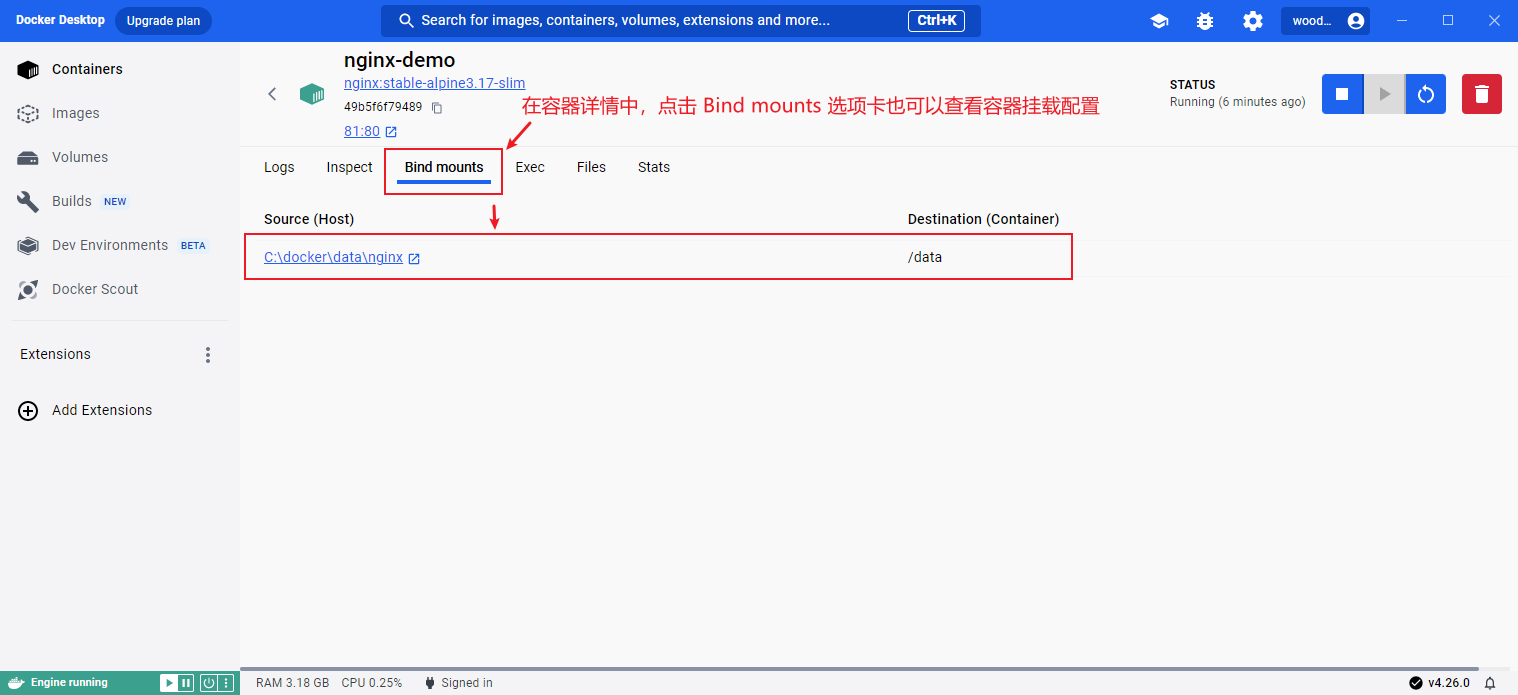 Docker Desktop Upgrade plan Search for images, containers, volumes, extensions and more... Ctrl+K wood...
Containers
Images
Volumes
Builds NEW
Dev Environments BETA
Docker Scout
Extensions
Add Extensions
nginx-demo
nginx:stable-alpine3.17-slim
49b5f6f79489
81:80
在容器详情中，点击 Bind mounts 选项卡也可以查看容器挂载配置
STATUS
Running (6 minutes ago)
Logs Inspect Bind mounts Exec Files Stats
Source (Host) Destination (Container)
C:\docker\data\nginx /data
Engine running RAM 3.18 GB CPU 0.25% Signed in v4.26.0